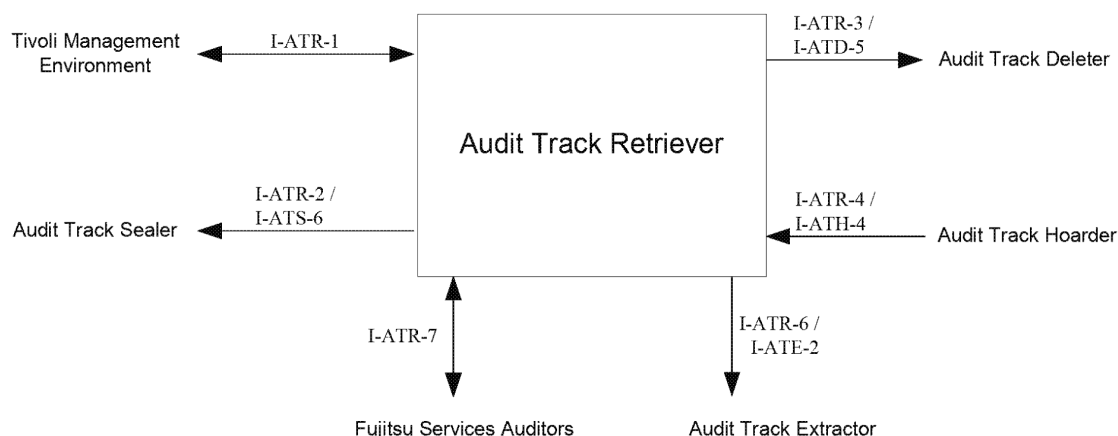 Tivoli Management
Environment
I-ATR-1
I-ATR-3 /
I-ATD-5
Audit Track Deleter
Audit Track Retriever
Audit Track Sealer
I-ATR-2 /
I-ATS-6
I-ATR-4 /
I-ATH-4
Audit Track Hoarder
I-ATR-7
I-ATR-6 /
I-ATE-2
Fujitsu Services Auditors
Audit Track Extractor